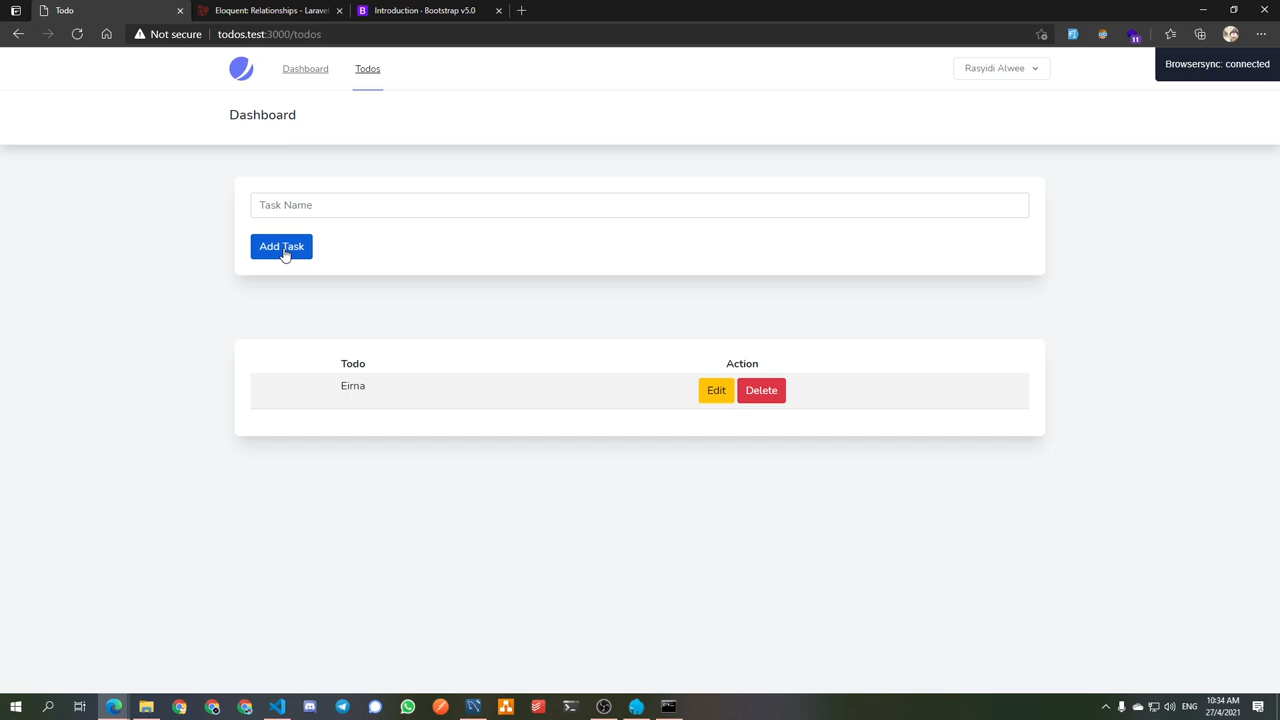 Todo
Eloquent: Relationships - Laravel
Introduction · Bootstrap v5.0
Not secure
todos.test:3000/todos
11
Dashboard
Todos
Rasyidi Alwee
Browsersync: connected
Dashboard
Task Name
Add Task
Todo
Action
Eirna
Edit
Delete
ENG
10:34 AM
27/4/2021